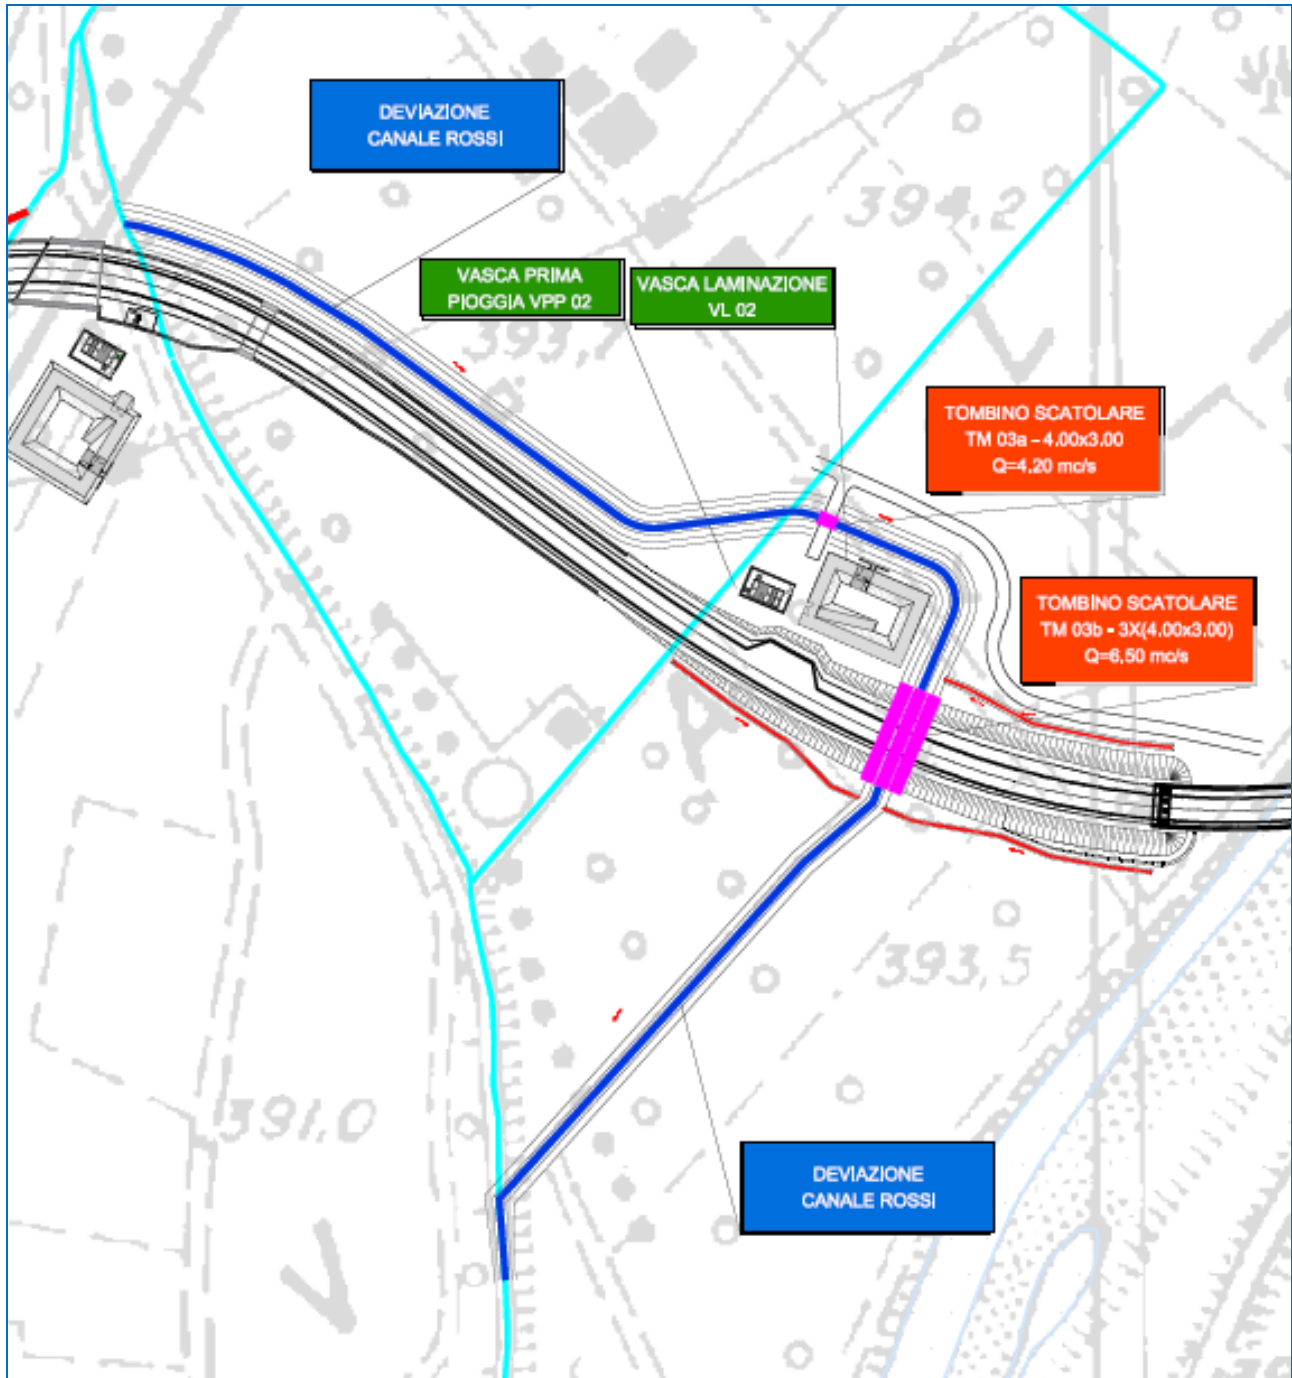 DEVIAZIONE
CANALE ROSSI
394,2
VASCA PRIMA
PIOGGIA VPP 02
VASCA LAMINAZIONE
VL 02
393,7
TOMBINO SCATOLARE
TM 03a - 4.00x3.00
Q=4,20 mc/s
TOMBINO SCATOLARE
TM 03b - 3X(4.00x3.00)
Q=6,50 mc/s
393,5
391,0
DEVIAZIONE
CANALE ROSSI